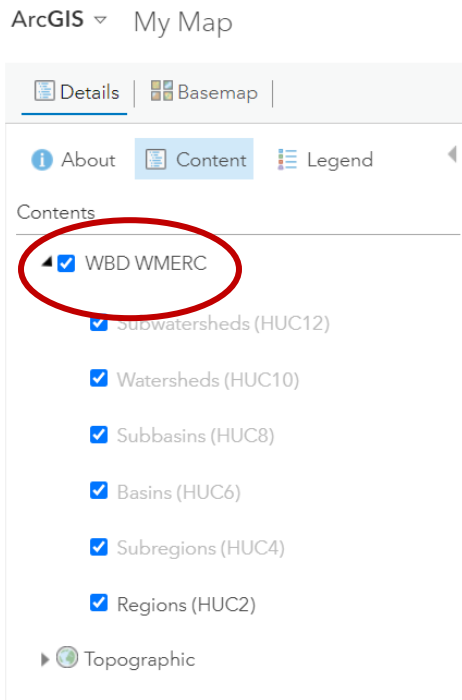 ArcGIS My Map
Details Basemap
About Content Legend
Contents
WBD WMERC
Subwatersheds (HUC12)
Watersheds (HUC10)
Subbasins (HUC8)
Basins (HUC6)
Subregions (HUC4)
Regions (HUC2)
Topographic